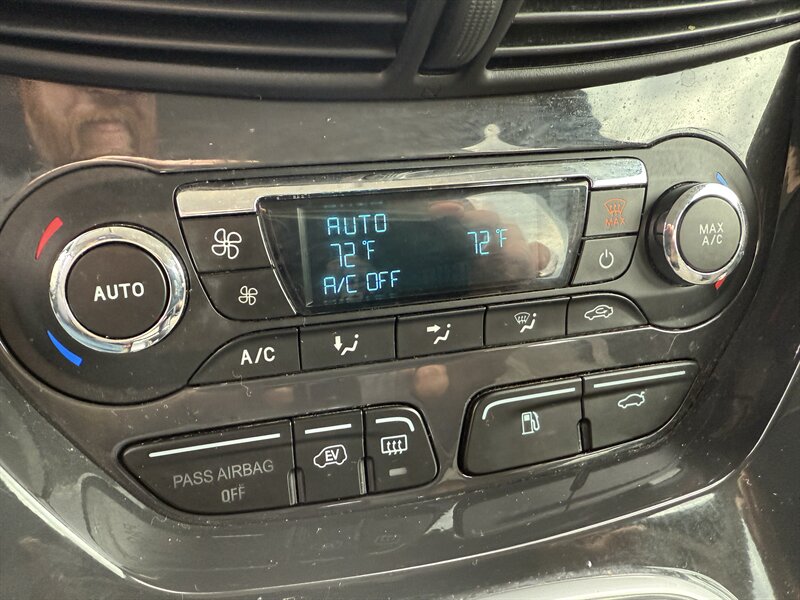 AUTO
AUTO
72°F 72°F
A/C OFF
MAX
MAX
A/C
A/C
EV
PASS AIRBAG
OFF